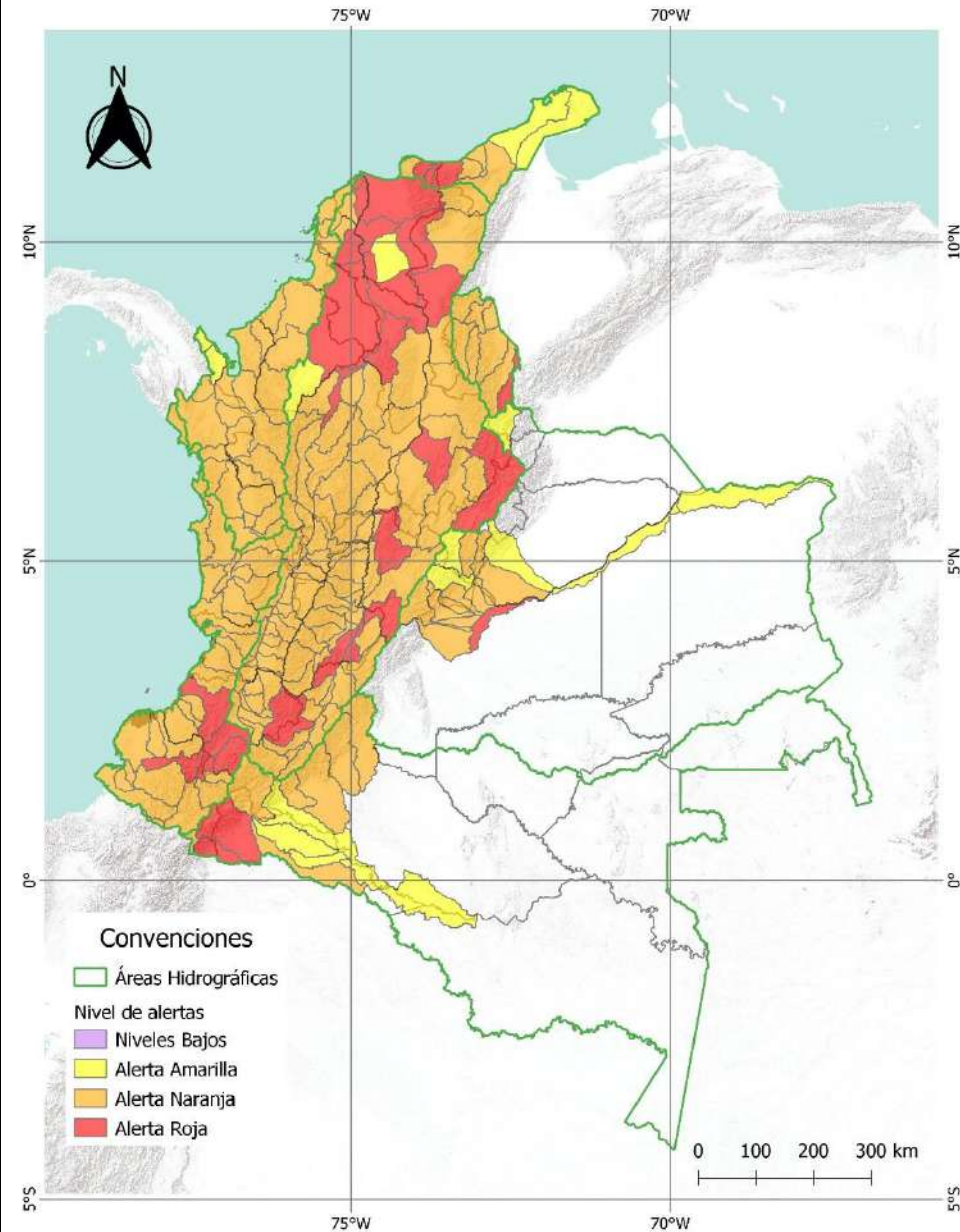 75°W
70°W
N
10°N
10°N
5°N
5°N
0°
0°
Convenciones
Áreas Hidrográficas
Nivel de alertas
Niveles Bajos
Alerta Amarilla
Alerta Naranja
Alerta Roja
0 100 200 300 km
5°S
5°S
75°W
70°W